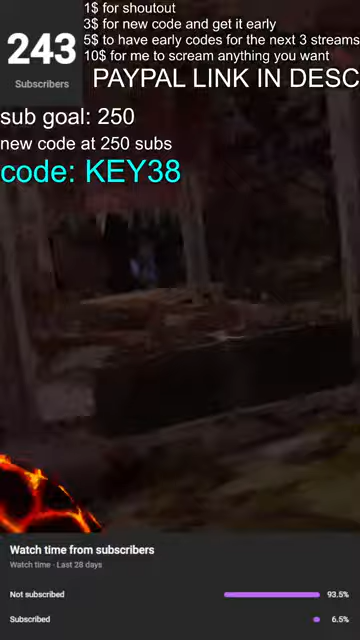 243
Subscribers
1$ for shoutout
3$ for new code and get it early
5$ to have early codes for the next 3 streams
10$ for me to scream anything you want
PAYPAL LINK IN DESC
sub goal: 250
new code at 250 subs
code: KEY38
Watch time from subscribers
Watch time · Last 28 days
Not subscribed 93.5%
Subscribed 6.5%